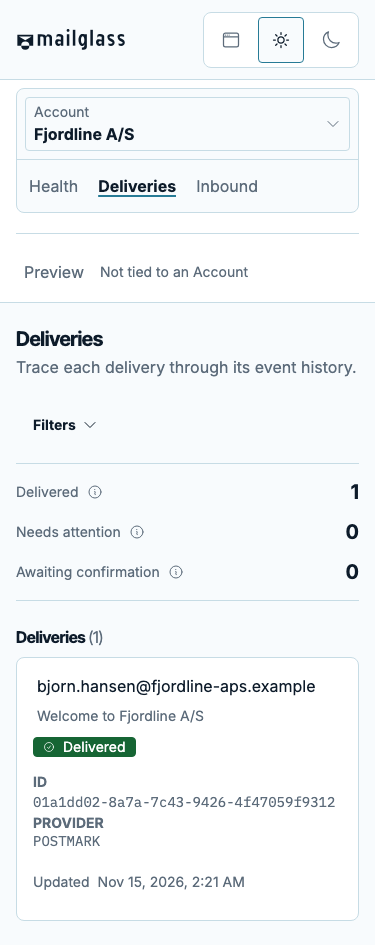 mailglass
Account
Fjordline A/S
Health Deliveries Inbound
Preview Not tied to an Account
Deliveries
Trace each delivery through its event history.
Filters
Delivered 1
Needs attention 0
Awaiting confirmation 0
Deliveries (1)
bjorn.hansen@fjordline-aps.example
Welcome to Fjordline A/S
Delivered
ID
01a1dd02-8a7a-7c43-9426-4f47059f9312
PROVIDER
POSTMARK
Updated Nov 15, 2026, 2:21 AM